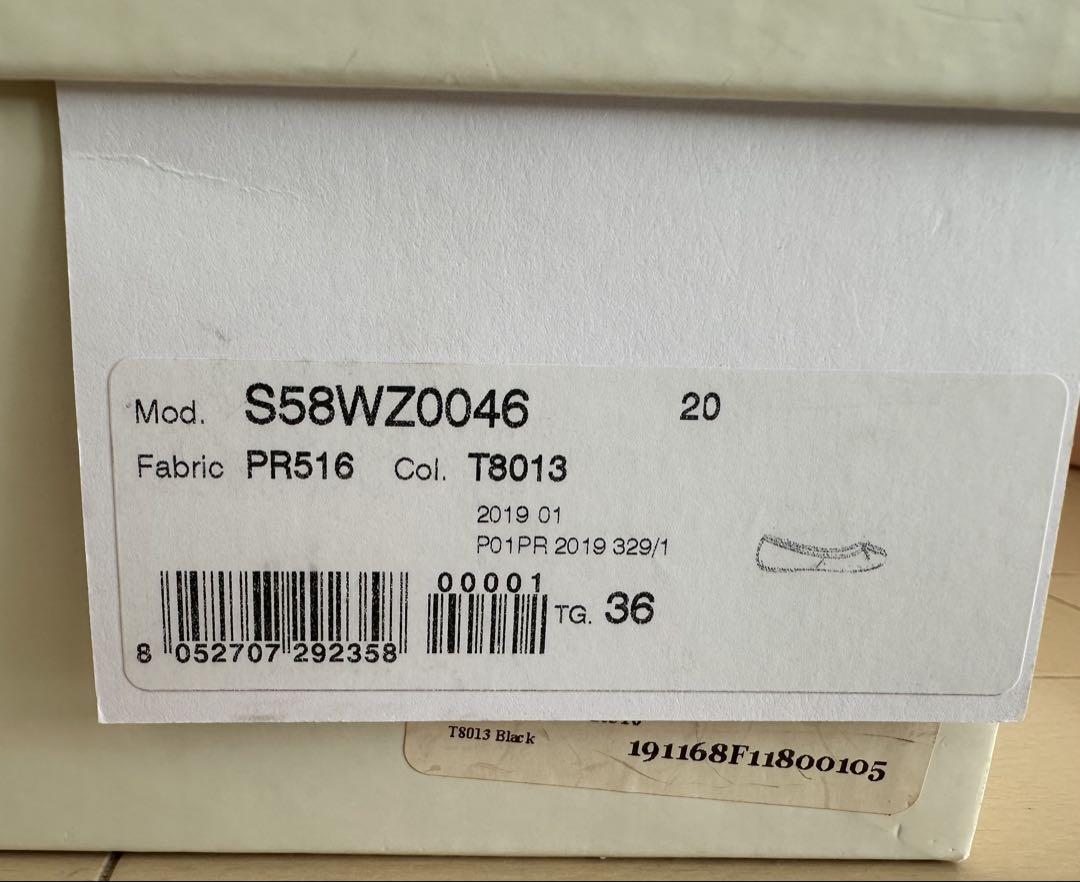 Mod. S58WZ0046 20
Fabric PR516 Col. T8013
2019 01
P01PR 2019 329/1
00001
TG. 36
8 052707 292358
T8013 Black
191168F11800105